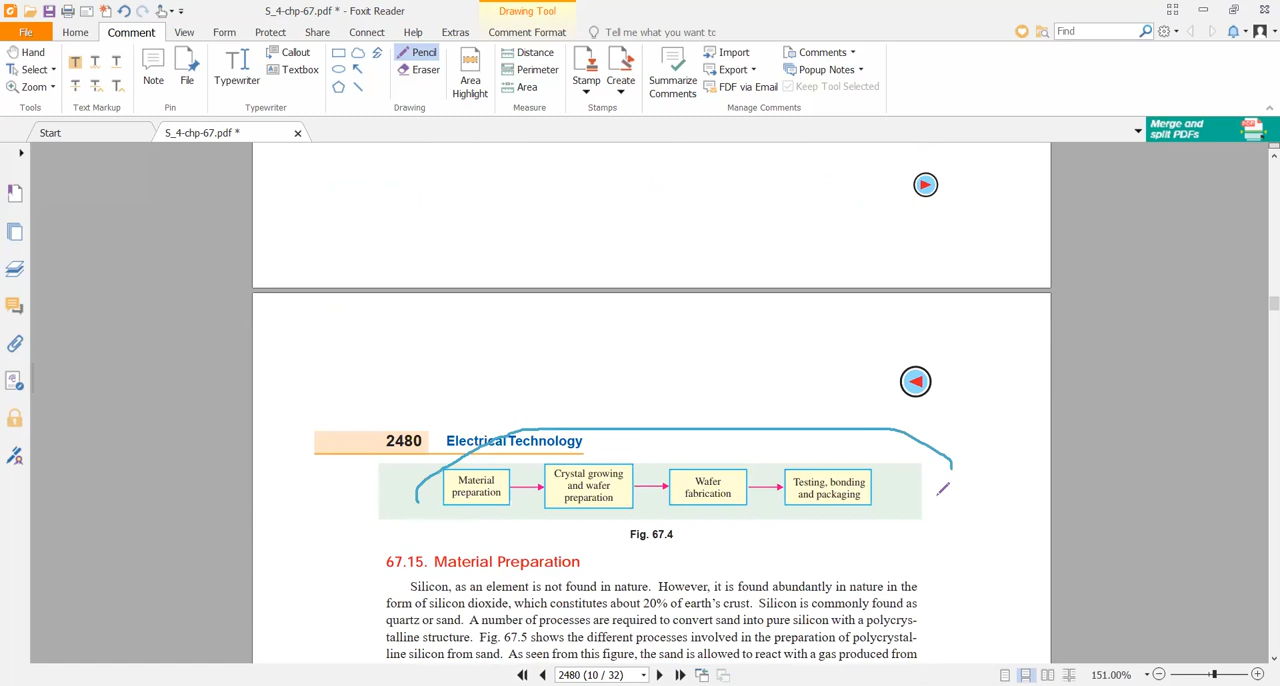 S_4-chp-67.pdf * - Foxit Reader
Drawing Tool
File Home Comment View Form Protect Share Connect Help Extras Comment Format Tell me what you want to
Find
Hand
Select
Zoom
Tools
Text Markup
Note
File
Pin
Typewriter
Callout
Textbox
Typewriter
Pencil
Eraser
Drawing
Area
Highlight
Distance
Perimeter
Area
Measure
Stamp
Create
Stamps
Summarize
Comments
Import
Export
FDF via Email
Comments
Popup Notes
Keep Tool Selected
Manage Comments
Start
S_4-chp-67.pdf *
Merge and
split PDFs
2480 Electrical Technology
Material
preparation
Crystal growing
and wafer
preparation
Wafer
fabrication
Testing, bonding
and packaging
Fig. 67.4
67.15. Material Preparation
Silicon, as an element is not found in nature. However, it is found abundantly in nature in the
form of silicon dioxide, which constitutes about 20% of earth's crust. Silicon is commonly found as
quartz or sand. A number of processes are required to convert sand into pure silicon with a polycrys-
talline structure. Fig. 67.5 shows the different processes involved in the preparation of polycrystal-
line silicon from sand. As seen from this figure, the sand is allowed to react with a gas produced from
2480 (10 / 32)
151.00%